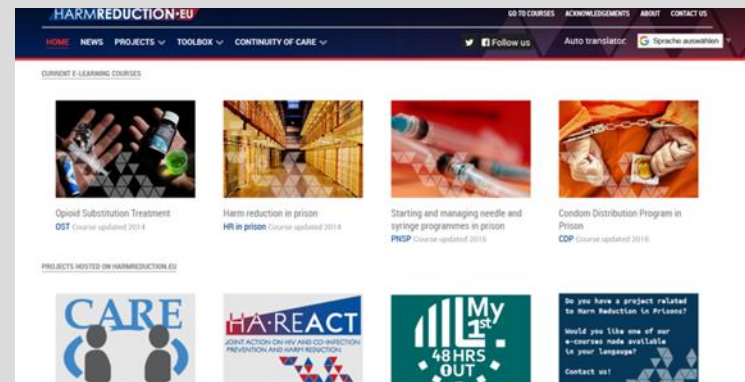 HARMREDUCTION·EU
GO TO COURSES ACKNOWLEDGEMENTS ABOUT CONTACT US
HOME NEWS PROJECTS TOOLBOX CONTINUITY OF CARE Follow us Auto translator: G Sprache auswählen
CURRENT E-LEARNING COURSES
Opioid Substitution Treatment
OST Course updated 2014
Harm reduction in prison
HR in prison Course updated 2014
Starting and managing needle and
syringe programmes in prison
PNSP Course updated 2016
Condom Distribution Program in
Prison
CDP Course updated 2016
PROJECTS HOSTED ON HARMREDUCTION.EU
CARE
HA·REACT
JOINT ACTION ON HIV AND CO-INFECTION
PREVENTION AND HARM REDUCTION
My
1st
48HRS
OUT
Do you have a project related
to Harm Reduction in Prisons?
Would you like one of our
e-courses made available
in your langauge?
Contact us!